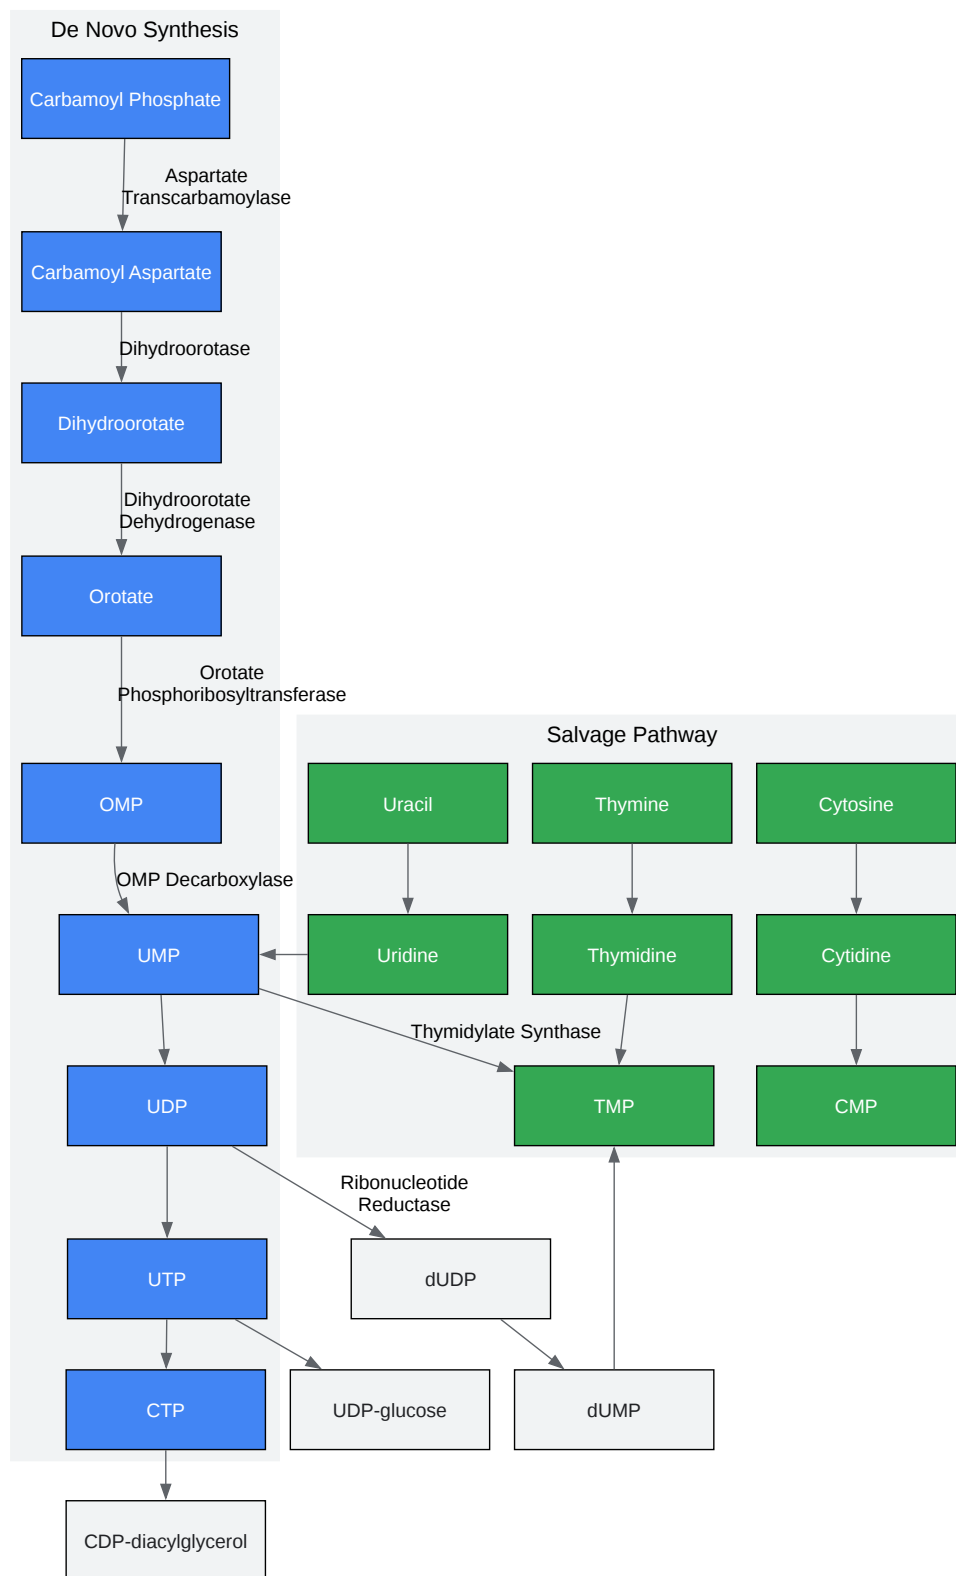 De Novo Synthesis
Carbamoyl Phosphate
Aspartate
Transcarbamoylase
Carbamoyl Aspartate
Dihydroorotase
Dihydroorotate
Dihydroorotate
Dehydrogenase
Orotate
Orotate
Phosphoribosyltransferase
Salvage Pathway
OMP
Uracil
Thymine
Cytosine
OMP Decarboxylase
UMP
Uridine
Thymidine
Cytidine
Thymidylate Synthase
UDP
TMP
CMP
Ribonucleotide
Reductase
UTP
dUDP
CTP
UDP-glucose
dUMP
CDP-diacylglycerol